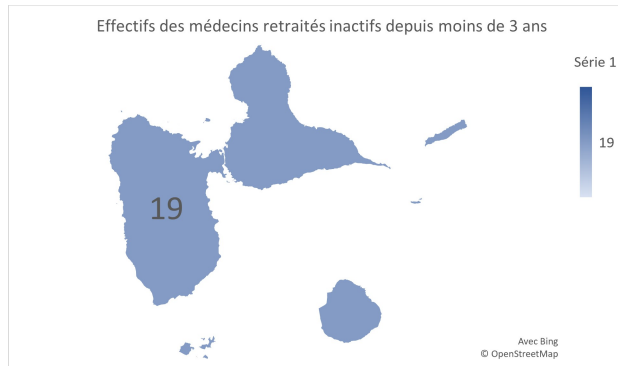 Effectifs des médecins retraités inactifs depuis moins de 3 ans
Série 1
19
19
Avec Bing
© OpenStreetMap